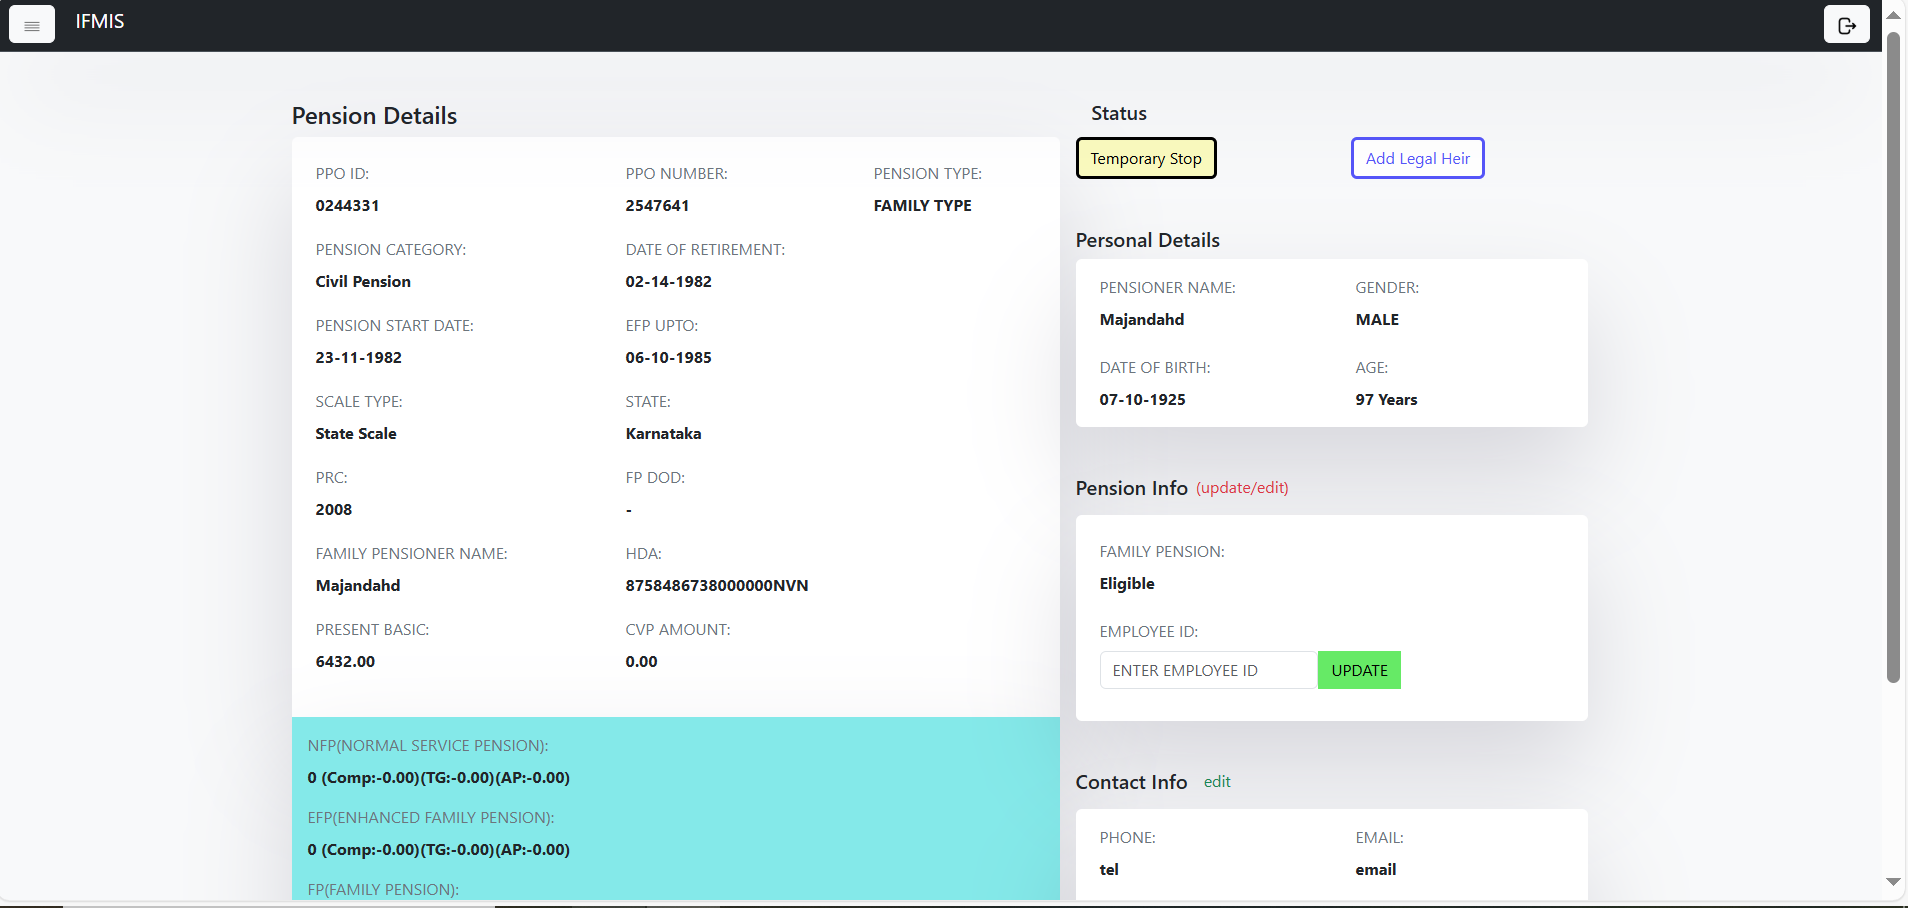 IFMIS
Pension Details
PPO ID:
PPO NUMBER:
PENSION TYPE:
0244331
2547641
FAMILY TYPE
PENSION CATEGORY:
DATE OF RETIREMENT:
Civil Pension
02-14-1982
PENSION START DATE:
EFP UPTO:
23-11-1982
06-10-1985
SCALE TYPE:
STATE:
State Scale
Karnataka
PRC:
FP DOD:
2008
-
FAMILY PENSIONER NAME:
HDA:
Majandahd
8758486738000000NVN
PRESENT BASIC:
CVP AMOUNT:
6432.00
0.00
NFP(NORMAL SERVICE PENSION):
0 (Comp:-0.00)(TG:-0.00)(AP:-0.00)
EFP(ENHANCED FAMILY PENSION):
0 (Comp:-0.00)(TG:-0.00)(AP:-0.00)
FP(FAMILY PENSION):
Status
Temporary Stop
Add Legal Heir
Personal Details
PENSIONER NAME:
GENDER:
Majandahd
MALE
DATE OF BIRTH:
AGE:
07-10-1925
97 Years
Pension Info (update/edit)
FAMILY PENSION:
Eligible
EMPLOYEE ID:
ENTER EMPLOYEE ID
UPDATE
Contact Info edit
PHONE:
EMAIL:
tel
email